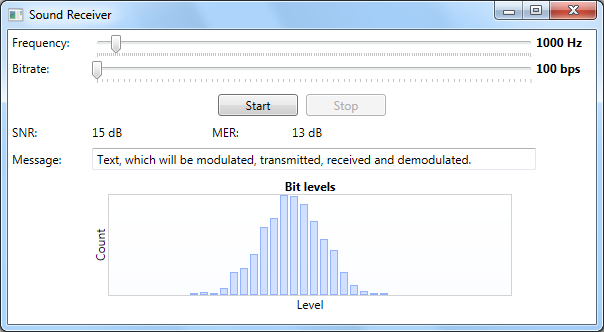 Sound Receiver
Frequency: 1000 Hz
Bitrate: 100 bps
Start Stop
SNR: 15 dB MER: 13 dB
Message: Text, which will be modulated, transmitted, received and demodulated.
Bit levels
Count
Level